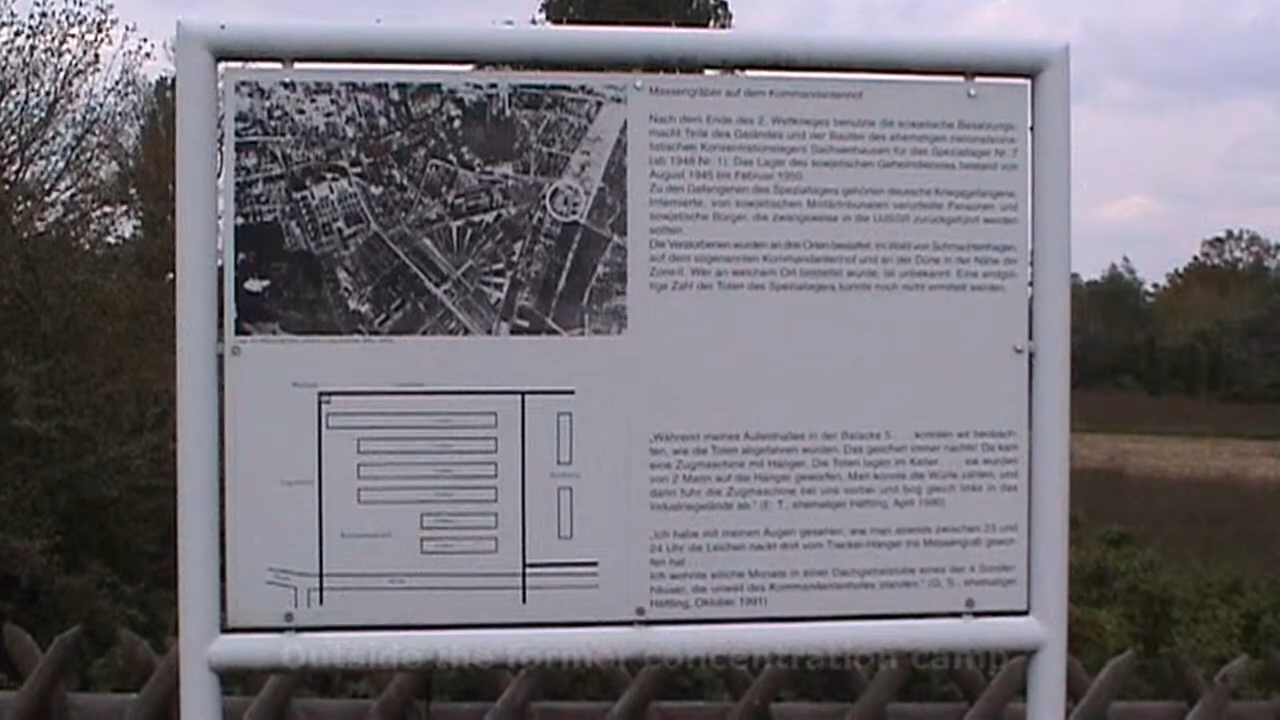 Massengräber auf dem Kommandantenhof
Nach dem Ende des 2. Weltkrieges benutzte die sowjetische Besatzungs-
macht Teile des Geländes und der Bauten des ehemaligen nationalsozia-
listischen Konzentrationslagers Sachsenhausen für das Speziallager Nr. 7
(ab 1948 Nr. 1). Das Lager des sowjetischen Geheimdienstes bestand von
August 1945 bis Februar 1950.
Zu den Gefangenen des Speziallagers gehörten deutsche Kriegsgefangene,
Internierte, von sowjetischen Militärtribunalen verurteilte Personen und
sowjetische Bürger, die zwangsweise in die UdSSR zurückgeführt werden
sollten.
Die Verstorbenen wurden an drei Orten bestattet, im Wald von Schmachtenhagen,
auf dem sogenannten Kommandantenhof und an der Düne in der Nähe der
Zone II. Wer an welchem Ort bestattet wurde, ist unbekannt. Eine endgül-
tige Zahl der Toten des Speziallagers konnte noch nicht ermittelt werden.
„Während meines Aufenthaltes in der Baracke 5 ... konnten wir beobach-
ten, wie die Toten abgefahren wurden. Das geschah immer nachts! Da kam
eine Zugmaschine mit Hänger. Die Toten lagen im Keller ... sie wurden
von 2 Mann auf die Hänger geworfen. Man konnte die Würfe zählen, und
dann fuhr die Zugmaschine bei uns vorbei und bog gleich links in das
Industriegelände ab." (E. T., ehemaliger Häftling, April 1990)
„Ich habe mit meinen Augen gesehen, wie man abends zwischen 23 und
24 Uhr die Leichen nackt dort vom Trecker-Hänger ins Massengrab gewor-
fen hat ...
Ich wohnte etliche Monate in einer Dachgiebelstube eines der 4 Sonder-
häuser, die unweit des Kommandantenhofes standen." (G. S., ehemaliger
Häftling, Oktober 1991)
Outside the former concentration camp